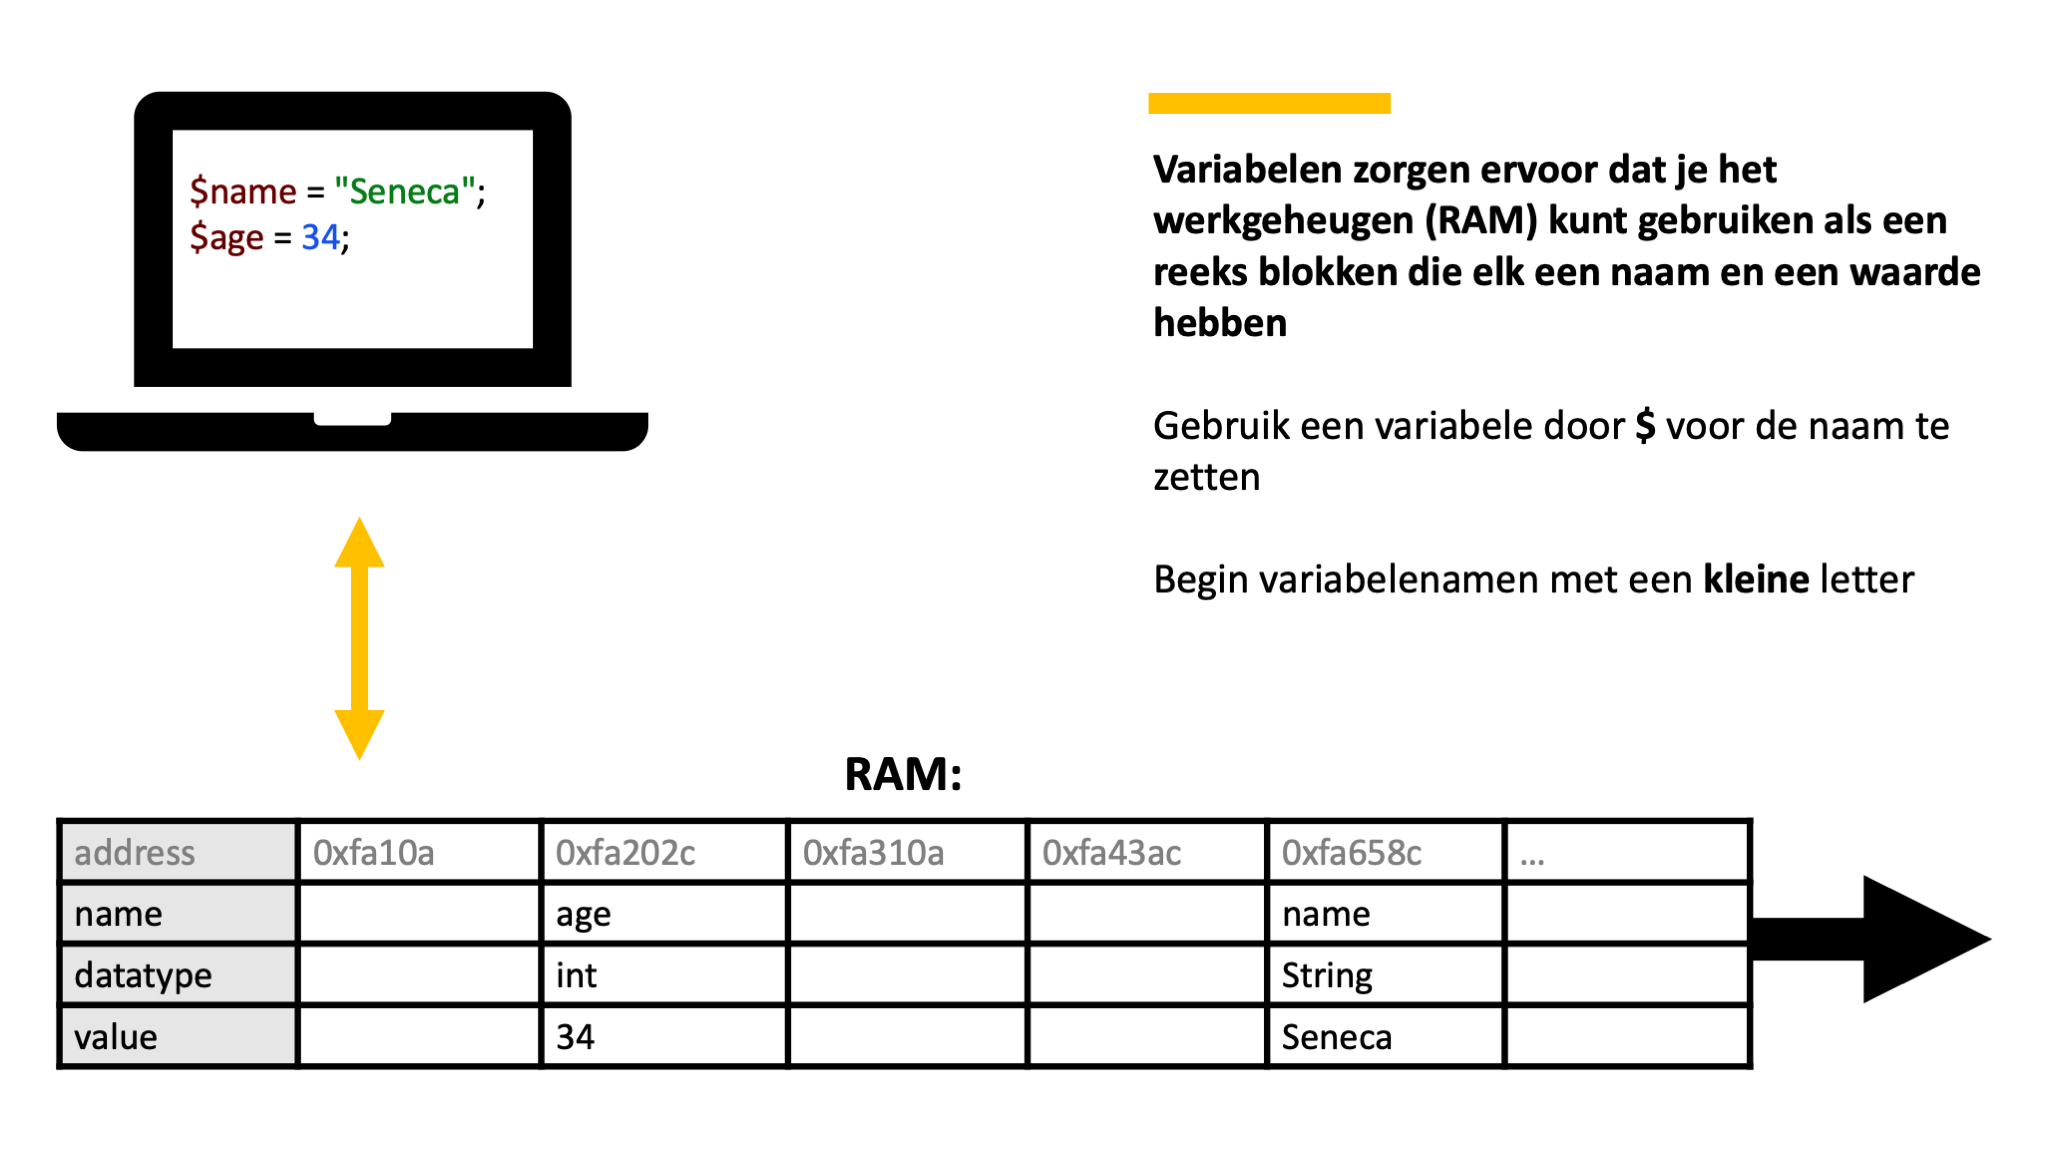 $name = "Seneca";
$age = 34;
Variabelen zorgen ervoor dat je het
werkgeheugen (RAM) kunt gebruiken als een
reeks blokken die elk een naam en een waarde
hebben
Gebruik een variabele door $ voor de naam te
zetten
Begin variabelenamen met een kleine letter
RAM:
address 0xfa10a 0xfa202c 0xfa310a 0xfa43ac 0xfa658c ...
name age name
datatype int String
value 34 Seneca